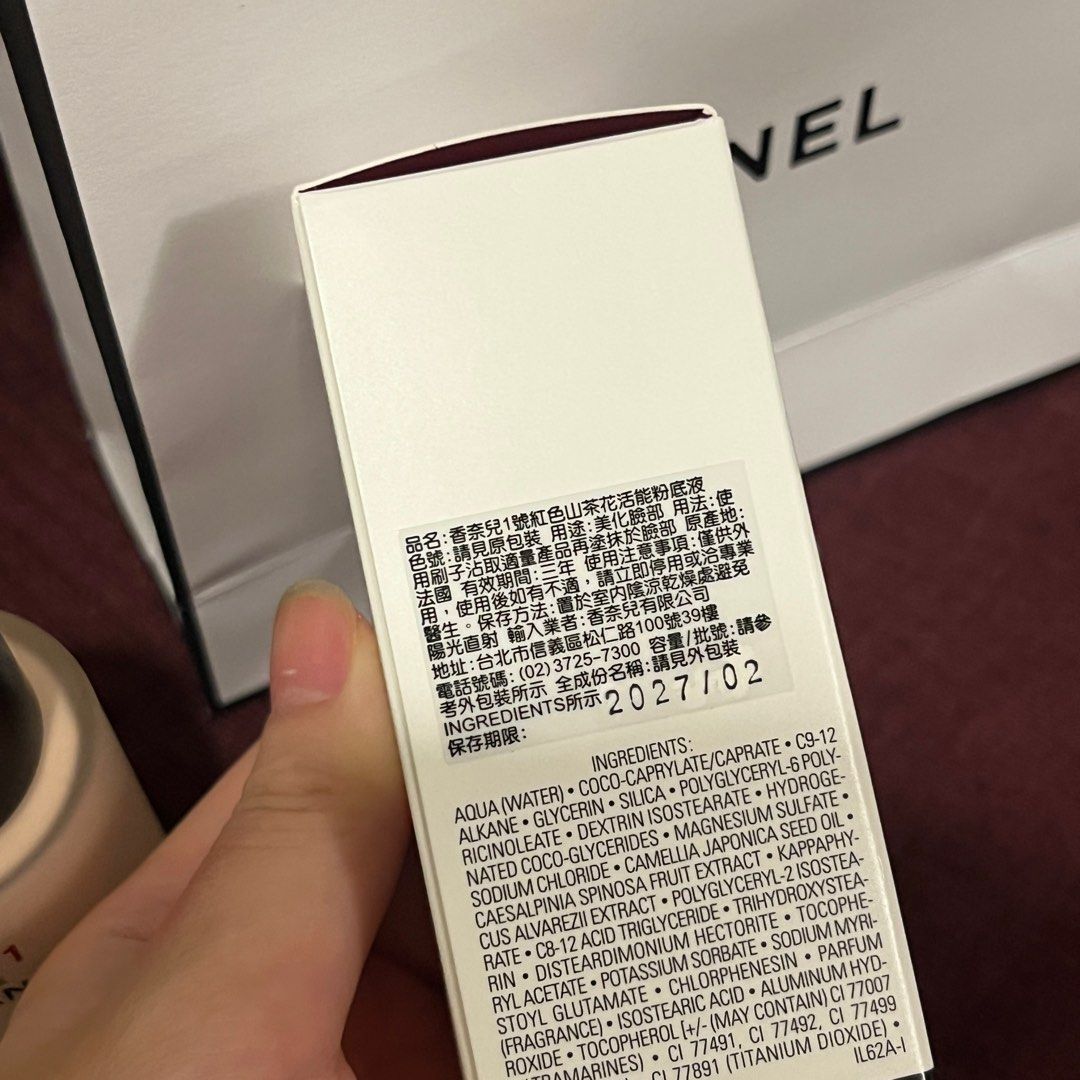 NEL
品名:香奈兒1號紅色山茶花活能粉底液
色號:請見原包裝 用途:美化臉部 用法:使
用刷子沾取適量產品再塗抹於臉部 原產地:
法國 有效期間:三年 使用注意事項:僅供外
用，使用後如有不適，請立即停用或洽專業
醫生。保存方法:置於室內陰涼乾燥處避免
陽光直射 輸入業者:香奈兒有限公司
地址:台北市信義區松仁路100號39樓
電話號碼:(02) 3725-7300 容量/批號:請參
考外包裝所示 全成份名稱:請見外包裝
INGREDIENTS所示 2027/02
保存期限:
INGREDIENTS:
AQUA (WATER) • COCO-CAPRYLATE/CAPRATE • C9-12
ALKANE • GLYCERIN • SILICA • POLYGLYCERYL-6 POLY-
RICINOLEATE • DEXTRIN ISOSTEARATE • HYDROGE-
NATED COCO-GLYCERIDES • MAGNESIUM SULFATE •
SODIUM CHLORIDE • CAMELLIA JAPONICA SEED OIL •
CAESALPINIA SPINOSA FRUIT EXTRACT • KAPPAPHY-
CUS ALVAREZII EXTRACT • POLYGLYCERYL-2 ISOSTEA-
RATE • C8-12 ACID TRIGLYCERIDE • TRIHYDROXYSTEA-
RIN • DISTEARDIMONIUM HECTORITE • TOCOPHE-
RYL ACETATE • POTASSIUM SORBATE • SODIUM MYRI-
STOYL GLUTAMATE • CHLORPHENESIN • PARFUM
(FRAGRANCE) • ISOSTEARIC ACID • ALUMINUM HYD-
ROXIDE • TOCOPHEROL [+/- (MAY CONTAIN) CI 77007
(ULTRAMARINES) • CI 77491, CI 77492, CI 77499
• CI 77891 (TITANIUM DIOXIDE) •
IL62A-I
1